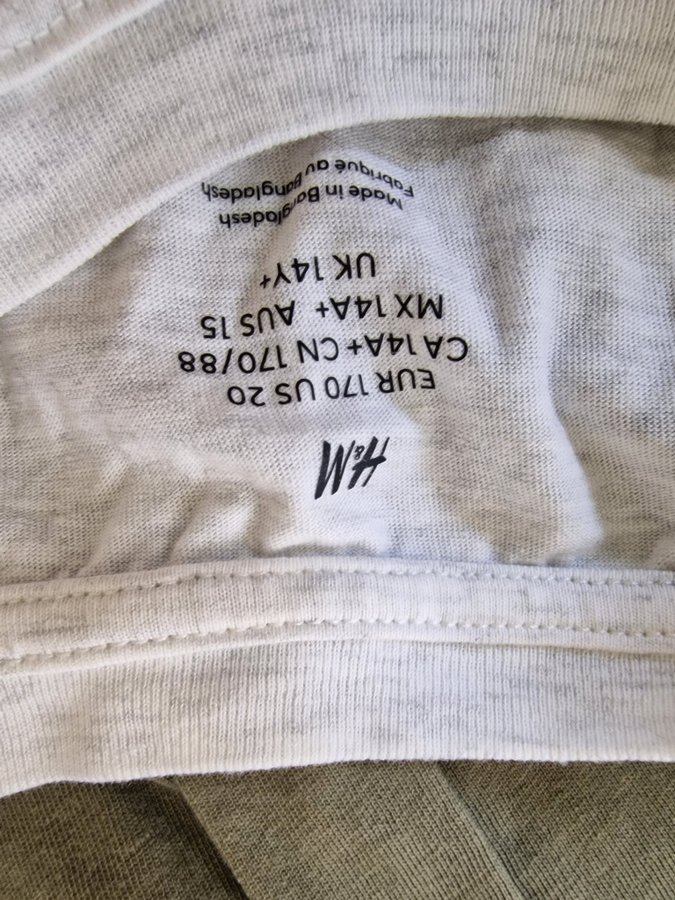 H&M
EUR 170 US 20
CA 14A+ CN 170/88
MX 14A+ AUS 15
UK 14Y+
Made in Bangladesh
Fabriqué au Bangladesh